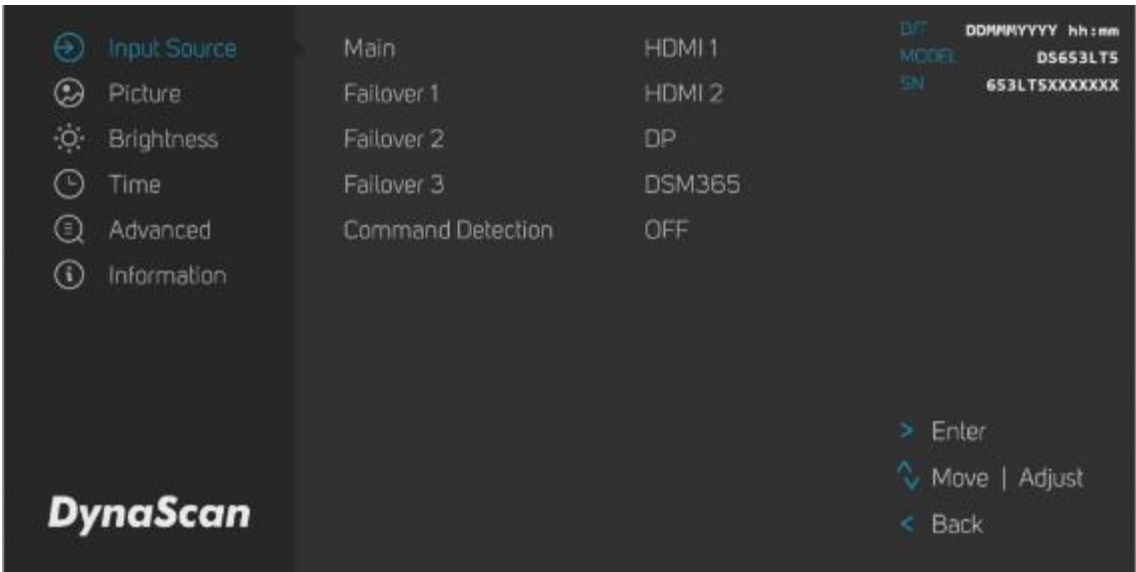 Input Source
Picture
Brightness
Time
Advanced
Information
DynaScan
Main HDMI 1
Failover 1 HDMI 2
Failover 2 DP
Failover 3 DSM365
Command Detection OFF
D/T DDMMMYYYY hh:mm
MODEL DS653LT5
SN 653LT5XXXXXXX
> Enter
Move | Adjust
< Back